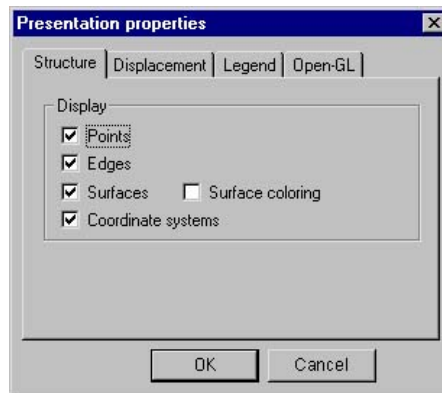 Presentation properties
Structure Displacement Legend Open-GL
Display
Points
Edges
Surfaces Surface coloring
Coordinate systems
OK Cancel